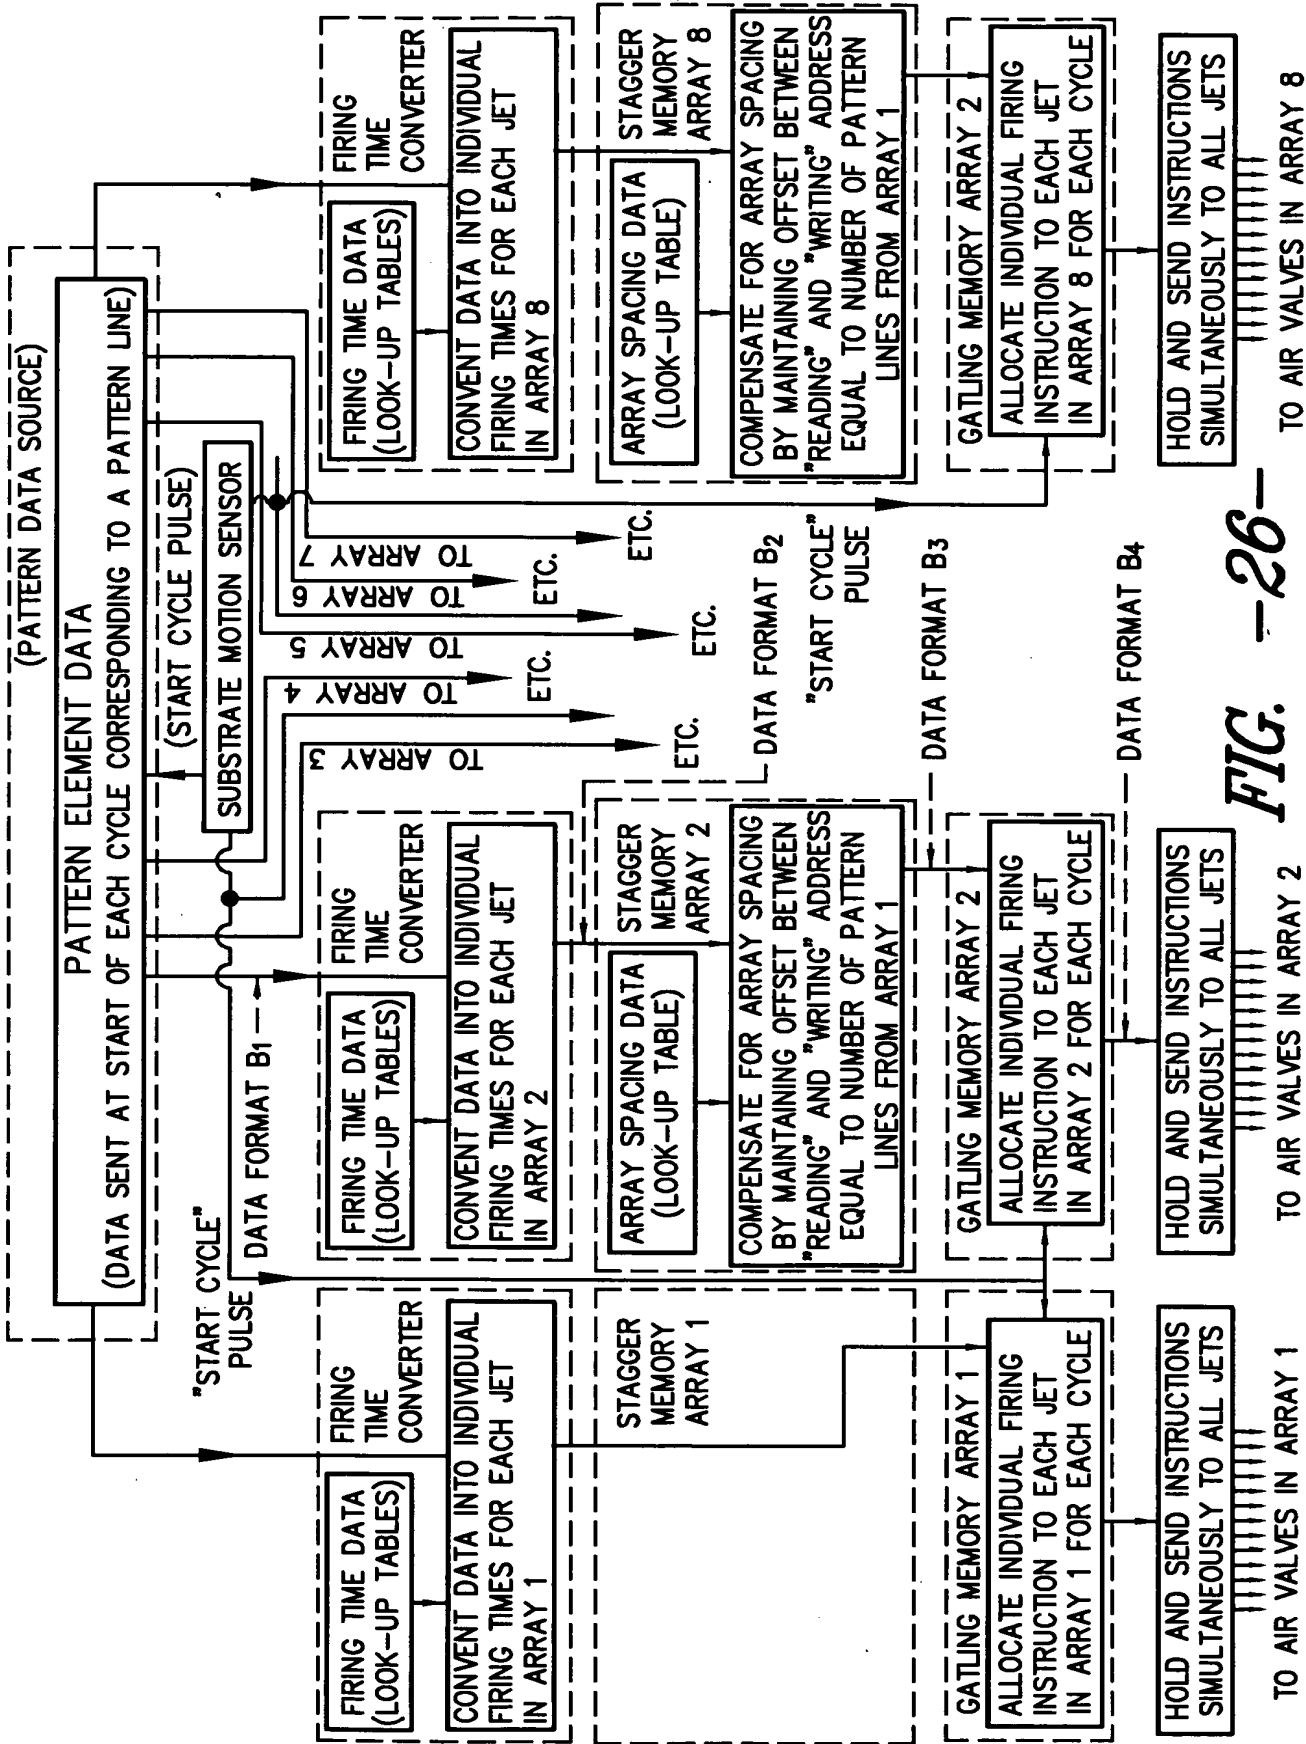 (PATTERN DATA SOURCE)
PATTERN ELEMENT DATA
(DATA SENT AT START OF EACH CYCLE CORRESPONDING TO A PATTERN LINE)
(START CYCLE PULSE)
SUBSTRATE MOTION SENSOR
"START CYCLE"
PULSE
DATA FORMAT B1
FIRING
TIME
CONVERTER
FIRING TIME DATA
(LOOK-UP TABLES)
CONVENT DATA INTO INDIVIDUAL
FIRING TIMES FOR EACH JET
IN ARRAY 1
STAGGER
MEMORY
ARRAY 1
GATLING MEMORY ARRAY 1
ALLOCATE INDIVIDUAL FIRING
INSTRUCTION TO EACH JET
IN ARRAY 1 FOR EACH CYCLE
HOLD AND SEND INSTRUCTIONS
SIMULTANEOUSLY TO ALL JETS
TO AIR VALVES IN ARRAY 1
FIRING
TIME
CONVERTER
FIRING TIME DATA
(LOOK-UP TABLES)
CONVENT DATA INTO INDIVIDUAL
FIRING TIMES FOR EACH JET
IN ARRAY 2
STAGGER
MEMORY
ARRAY 2
ARRAY SPACING DATA
(LOOK-UP TABLE)
COMPENSATE FOR ARRAY SPACING
BY MAINTAINING OFFSET BETWEEN
"READING" AND "WRITING" ADDRESS
EQUAL TO NUMBER OF PATTERN
LINES FROM ARRAY 1
GATLING MEMORY ARRAY 2
ALLOCATE INDIVIDUAL FIRING
INSTRUCTION TO EACH JET
IN ARRAY 2 FOR EACH CYCLE
HOLD AND SEND INSTRUCTIONS
SIMULTANEOUSLY TO ALL JETS
TO AIR VALVES IN ARRAY 2
TO ARRAY 3
ETC.
TO ARRAY 4
ETC.
TO ARRAY 5
ETC.
TO ARRAY 6
ETC.
TO ARRAY 7
ETC.
DATA FORMAT B2
"START CYCLE"
PULSE
DATA FORMAT B3
DATA FORMAT B4
FIRING
TIME
CONVERTER
FIRING TIME DATA
(LOOK-UP TABLES)
CONVENT DATA INTO INDIVIDUAL
FIRING TIMES FOR EACH JET
IN ARRAY 8
STAGGER
MEMORY
ARRAY 8
ARRAY SPACING DATA
(LOOK-UP TABLE)
COMPENSATE FOR ARRAY SPACING
BY MAINTAINING OFFSET BETWEEN
"READING" AND "WRITING" ADDRESS
EQUAL TO NUMBER OF PATTERN
LINES FROM ARRAY 1
GATLING MEMORY ARRAY 2
ALLOCATE INDIVIDUAL FIRING
INSTRUCTION TO EACH JET
IN ARRAY 8 FOR EACH CYCLE
HOLD AND SEND INSTRUCTIONS
SIMULTANEOUSLY TO ALL JETS
TO AIR VALVES IN ARRAY 8
FIG. -26-